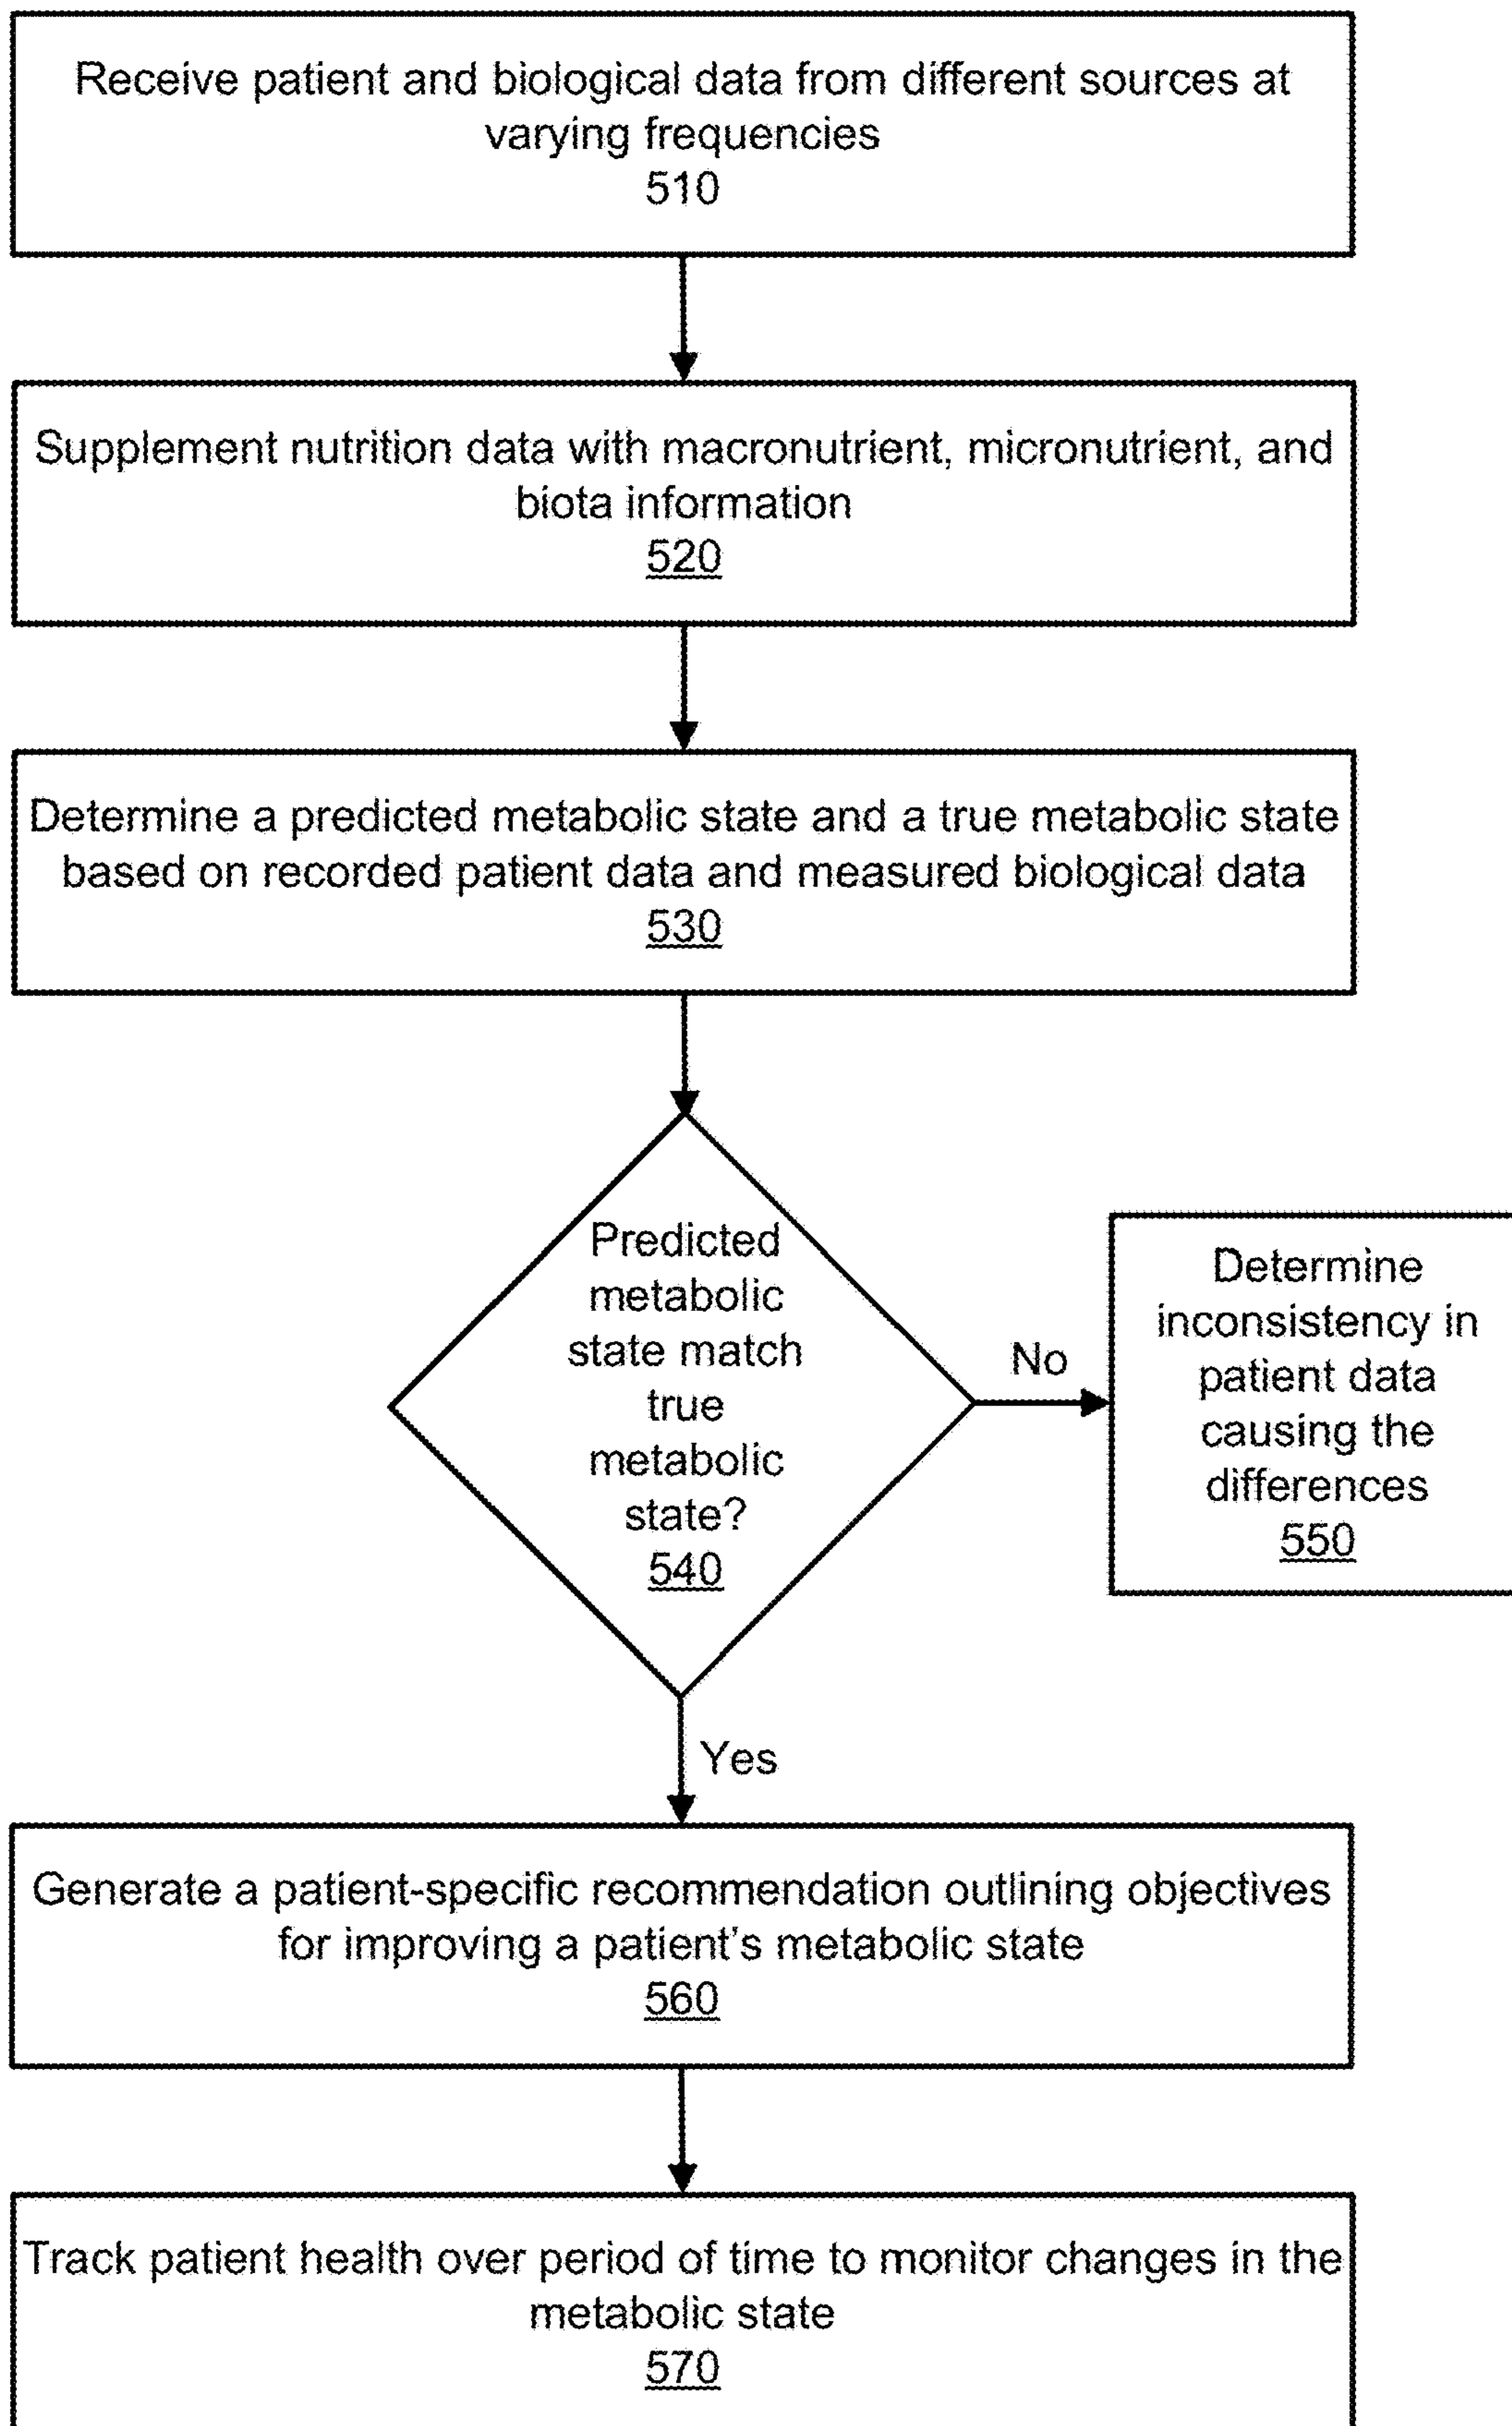 Receive patient and biological data from different sources at
varying frequencies
510
Supplement nutrition data with macronutrient, micronutrient, and
biota information
520
Determine a predicted metabolic state and a true metabolic state
based on recorded patient data and measured biological data
530
Predicted
metabolic
state match
true
metabolic
state?
540
No
Determine
inconsistency in
patient data
causing the
differences
550
Yes
Generate a patient-specific recommendation outlining objectives
for improving a patient's metabolic state
560
Track patient health over period of time to monitor changes in the
metabolic state
570